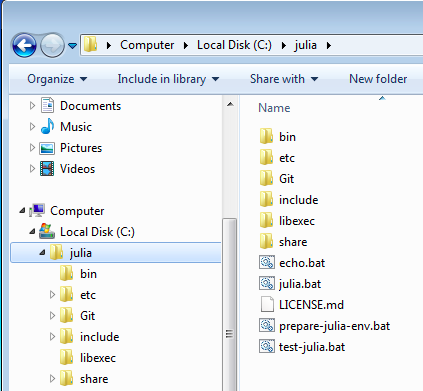 Computer Local Disk (C:) julia
Organize Include in library Share with New folder
Documents
Music
Pictures
Videos
Computer
Local Disk (C:)
julia
bin
etc
Git
include
libexec
share
Name
bin
etc
Git
include
libexec
share
echo.bat
julia.bat
LICENSE.md
prepare-julia-env.bat
test-julia.bat